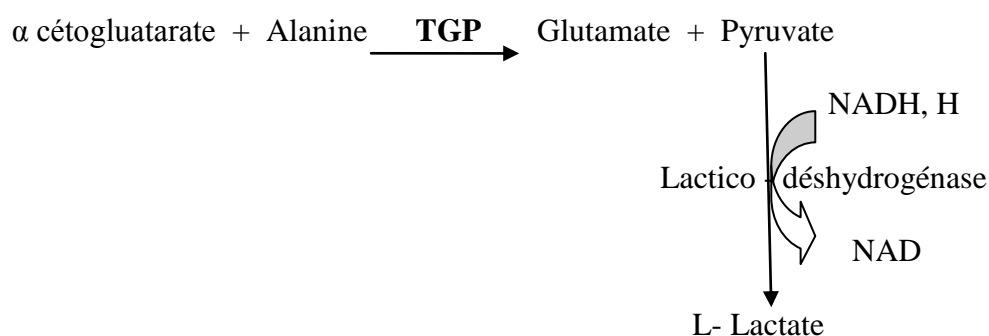 α cétogluatarate + Alanine TGP Glutamate + Pyruvate
NADH, H
Lactico - déshydrogénase
NAD
L- Lactate